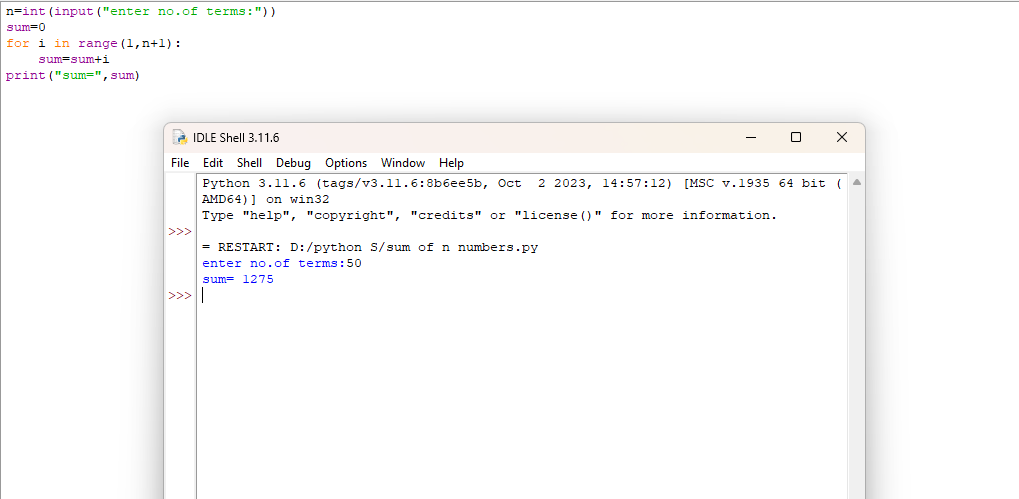 n=int(input("enter no.of terms:"))
sum=0
for i in range(1,n+1):
    sum=sum+i
print("sum=",sum)
IDLE Shell 3.11.6
File Edit Shell Debug Options Window Help
Python 3.11.6 (tags/v3.11.6:8b6ee5b, Oct  2 2023, 14:57:12) [MSC v.1935 64 bit (
AMD64)] on win32
Type "help", "copyright", "credits" or "license()" for more information.
>>>
= RESTART: D:/python S/sum of n numbers.py
enter no.of terms:50
sum= 1275
>>>